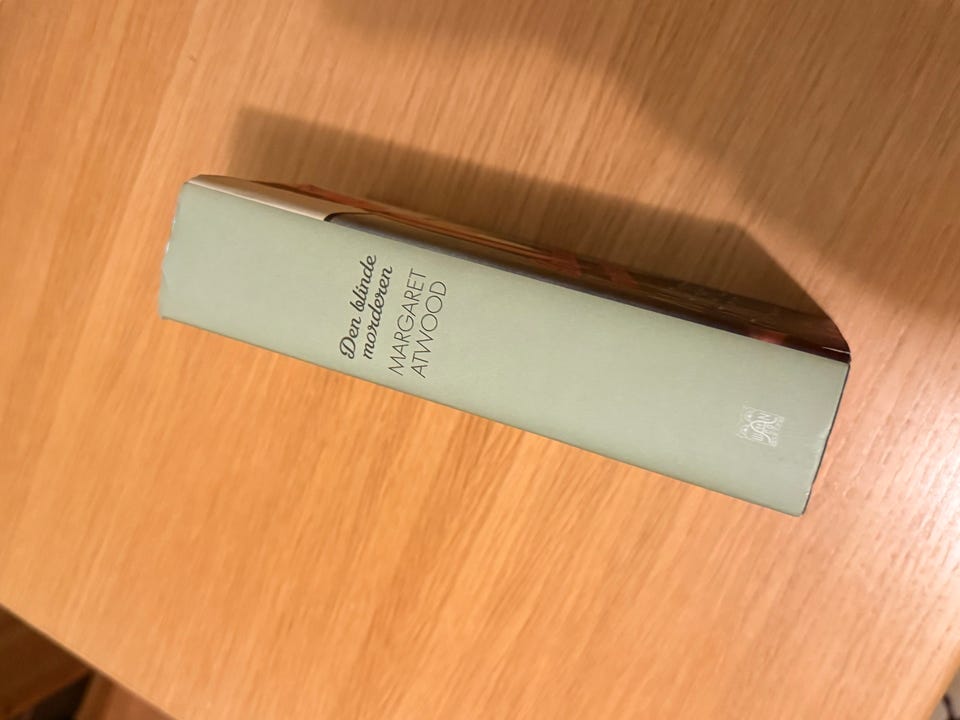 Den blinde
morderen
MARGARET
ATWOOD